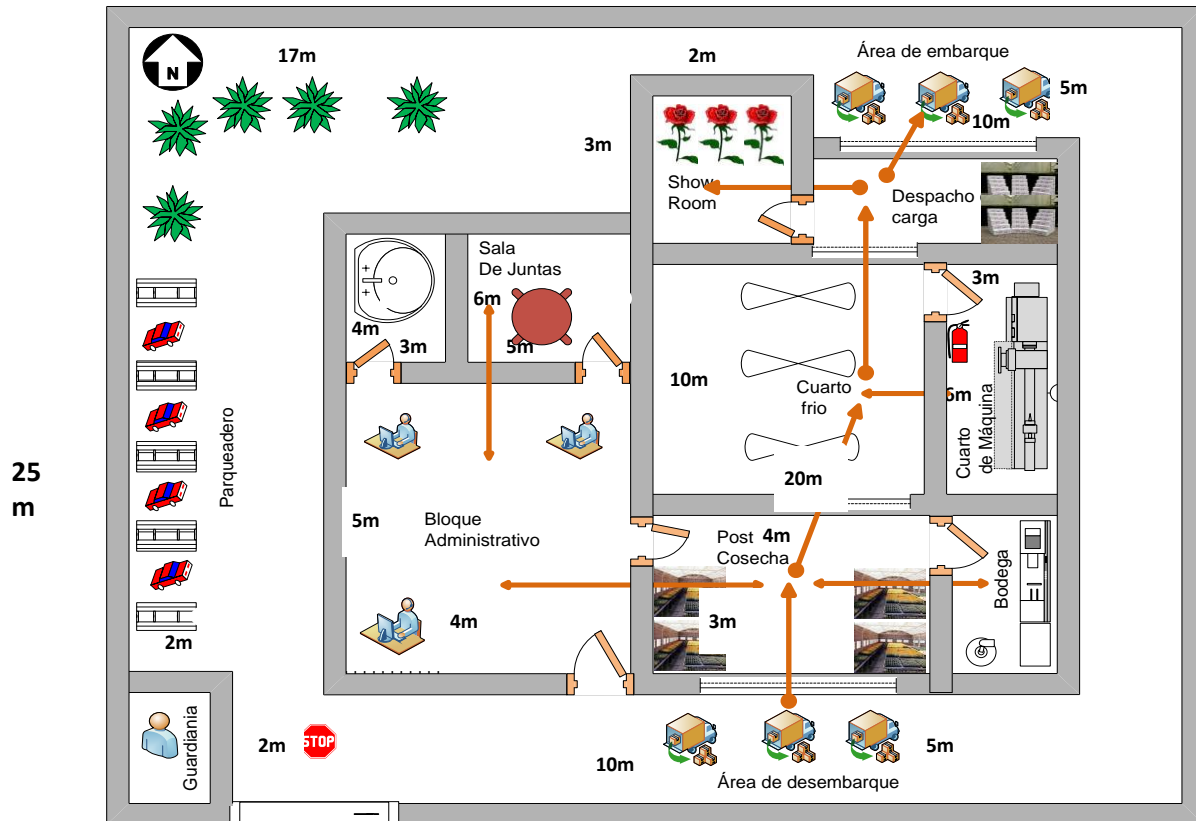 N
17m
2m
Área de embarque
5m
10m
3m
Show
Room
Despacho
carga
Sala
De Juntas
6m
4m
3m
5m
3m
10m
Cuarto
frio
6m
Cuarto
de Máquina
Parqueadero
25
m
20m
5m
Bloque
Administrativo
Post
Cosecha
4m
Bodega
4m
3m
2m
Guardiania
2m
STOP
10m
5m
Área de desembarque